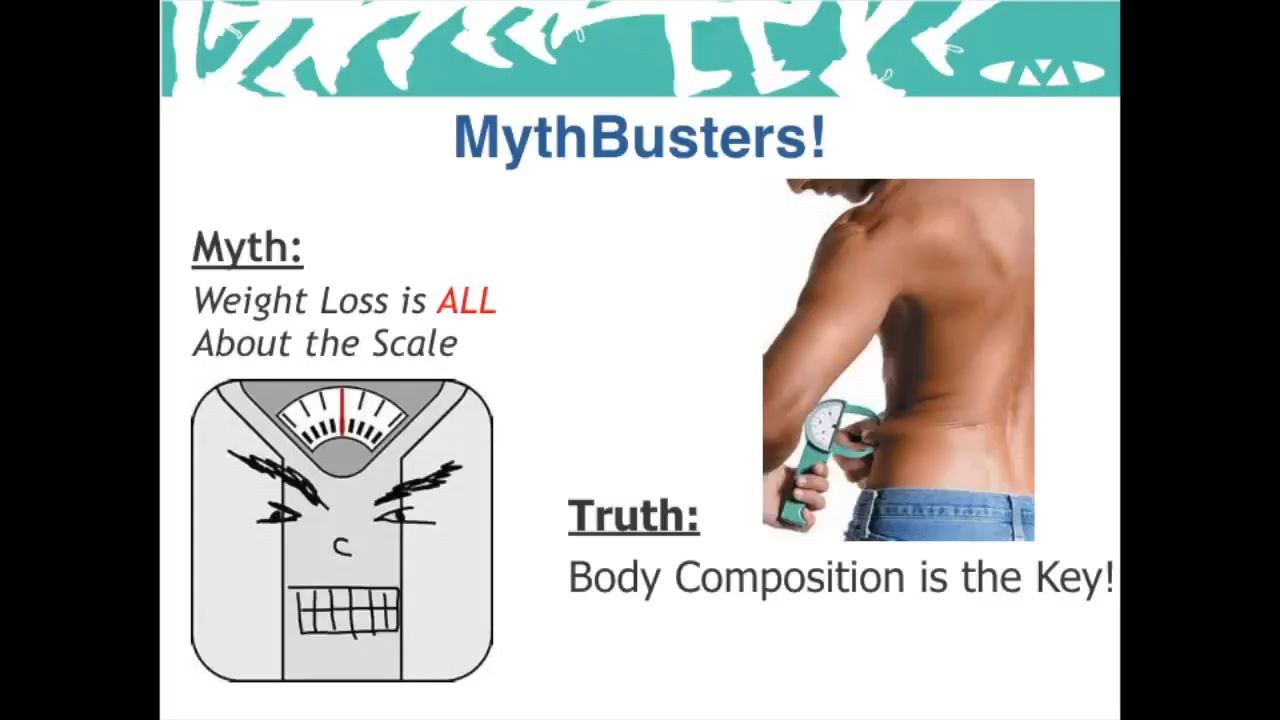 MythBusters!
Myth:
Weight Loss is ALL
About the Scale
Truth:
Body Composition is the Key!